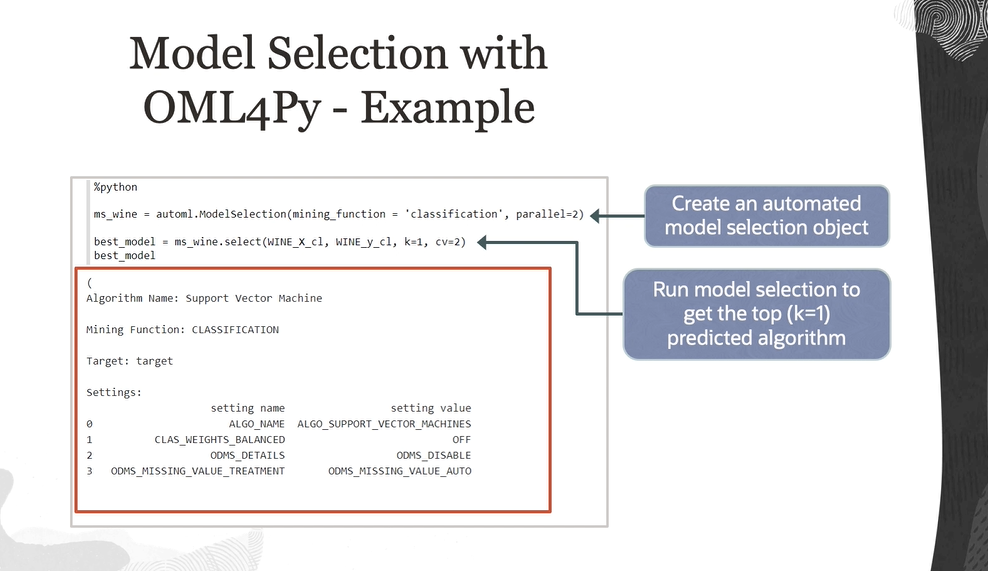 Model Selection with
OML4Py - Example
%python
ms_wine = automl.ModelSelection(mining_function = 'classification', parallel=2)
best_model = ms_wine.select(WINE_X_cl, WINE_y_cl, k=1, cv=2)
best_model
(
Algorithm Name: Support Vector Machine
Mining Function: CLASSIFICATION
Target: target
Settings:
setting name setting value
0 ALGO_NAME ALGO_SUPPORT_VECTOR_MACHINES
1 CLAS_WEIGHTS_BALANCED OFF
2 ODMS_DETAILS ODMS_DISABLE
3 ODMS_MISSING_VALUE_TREATMENT ODMS_MISSING_VALUE_AUTO
Create an automated
model selection object
Run model selection to
get the top (k=1)
predicted algorithm